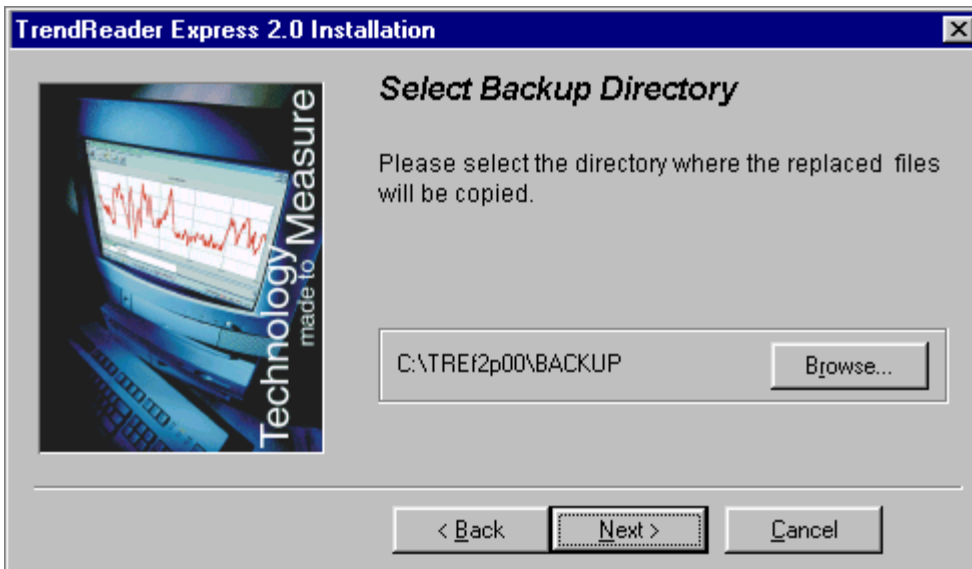 TrendReader Express 2.0 Installation
Technology
made to Measure
Select Backup Directory
Please select the directory where the replaced  files
will be copied.
C:\TREf2p00\BACKUP
Browse...
< Back
Next >
Cancel